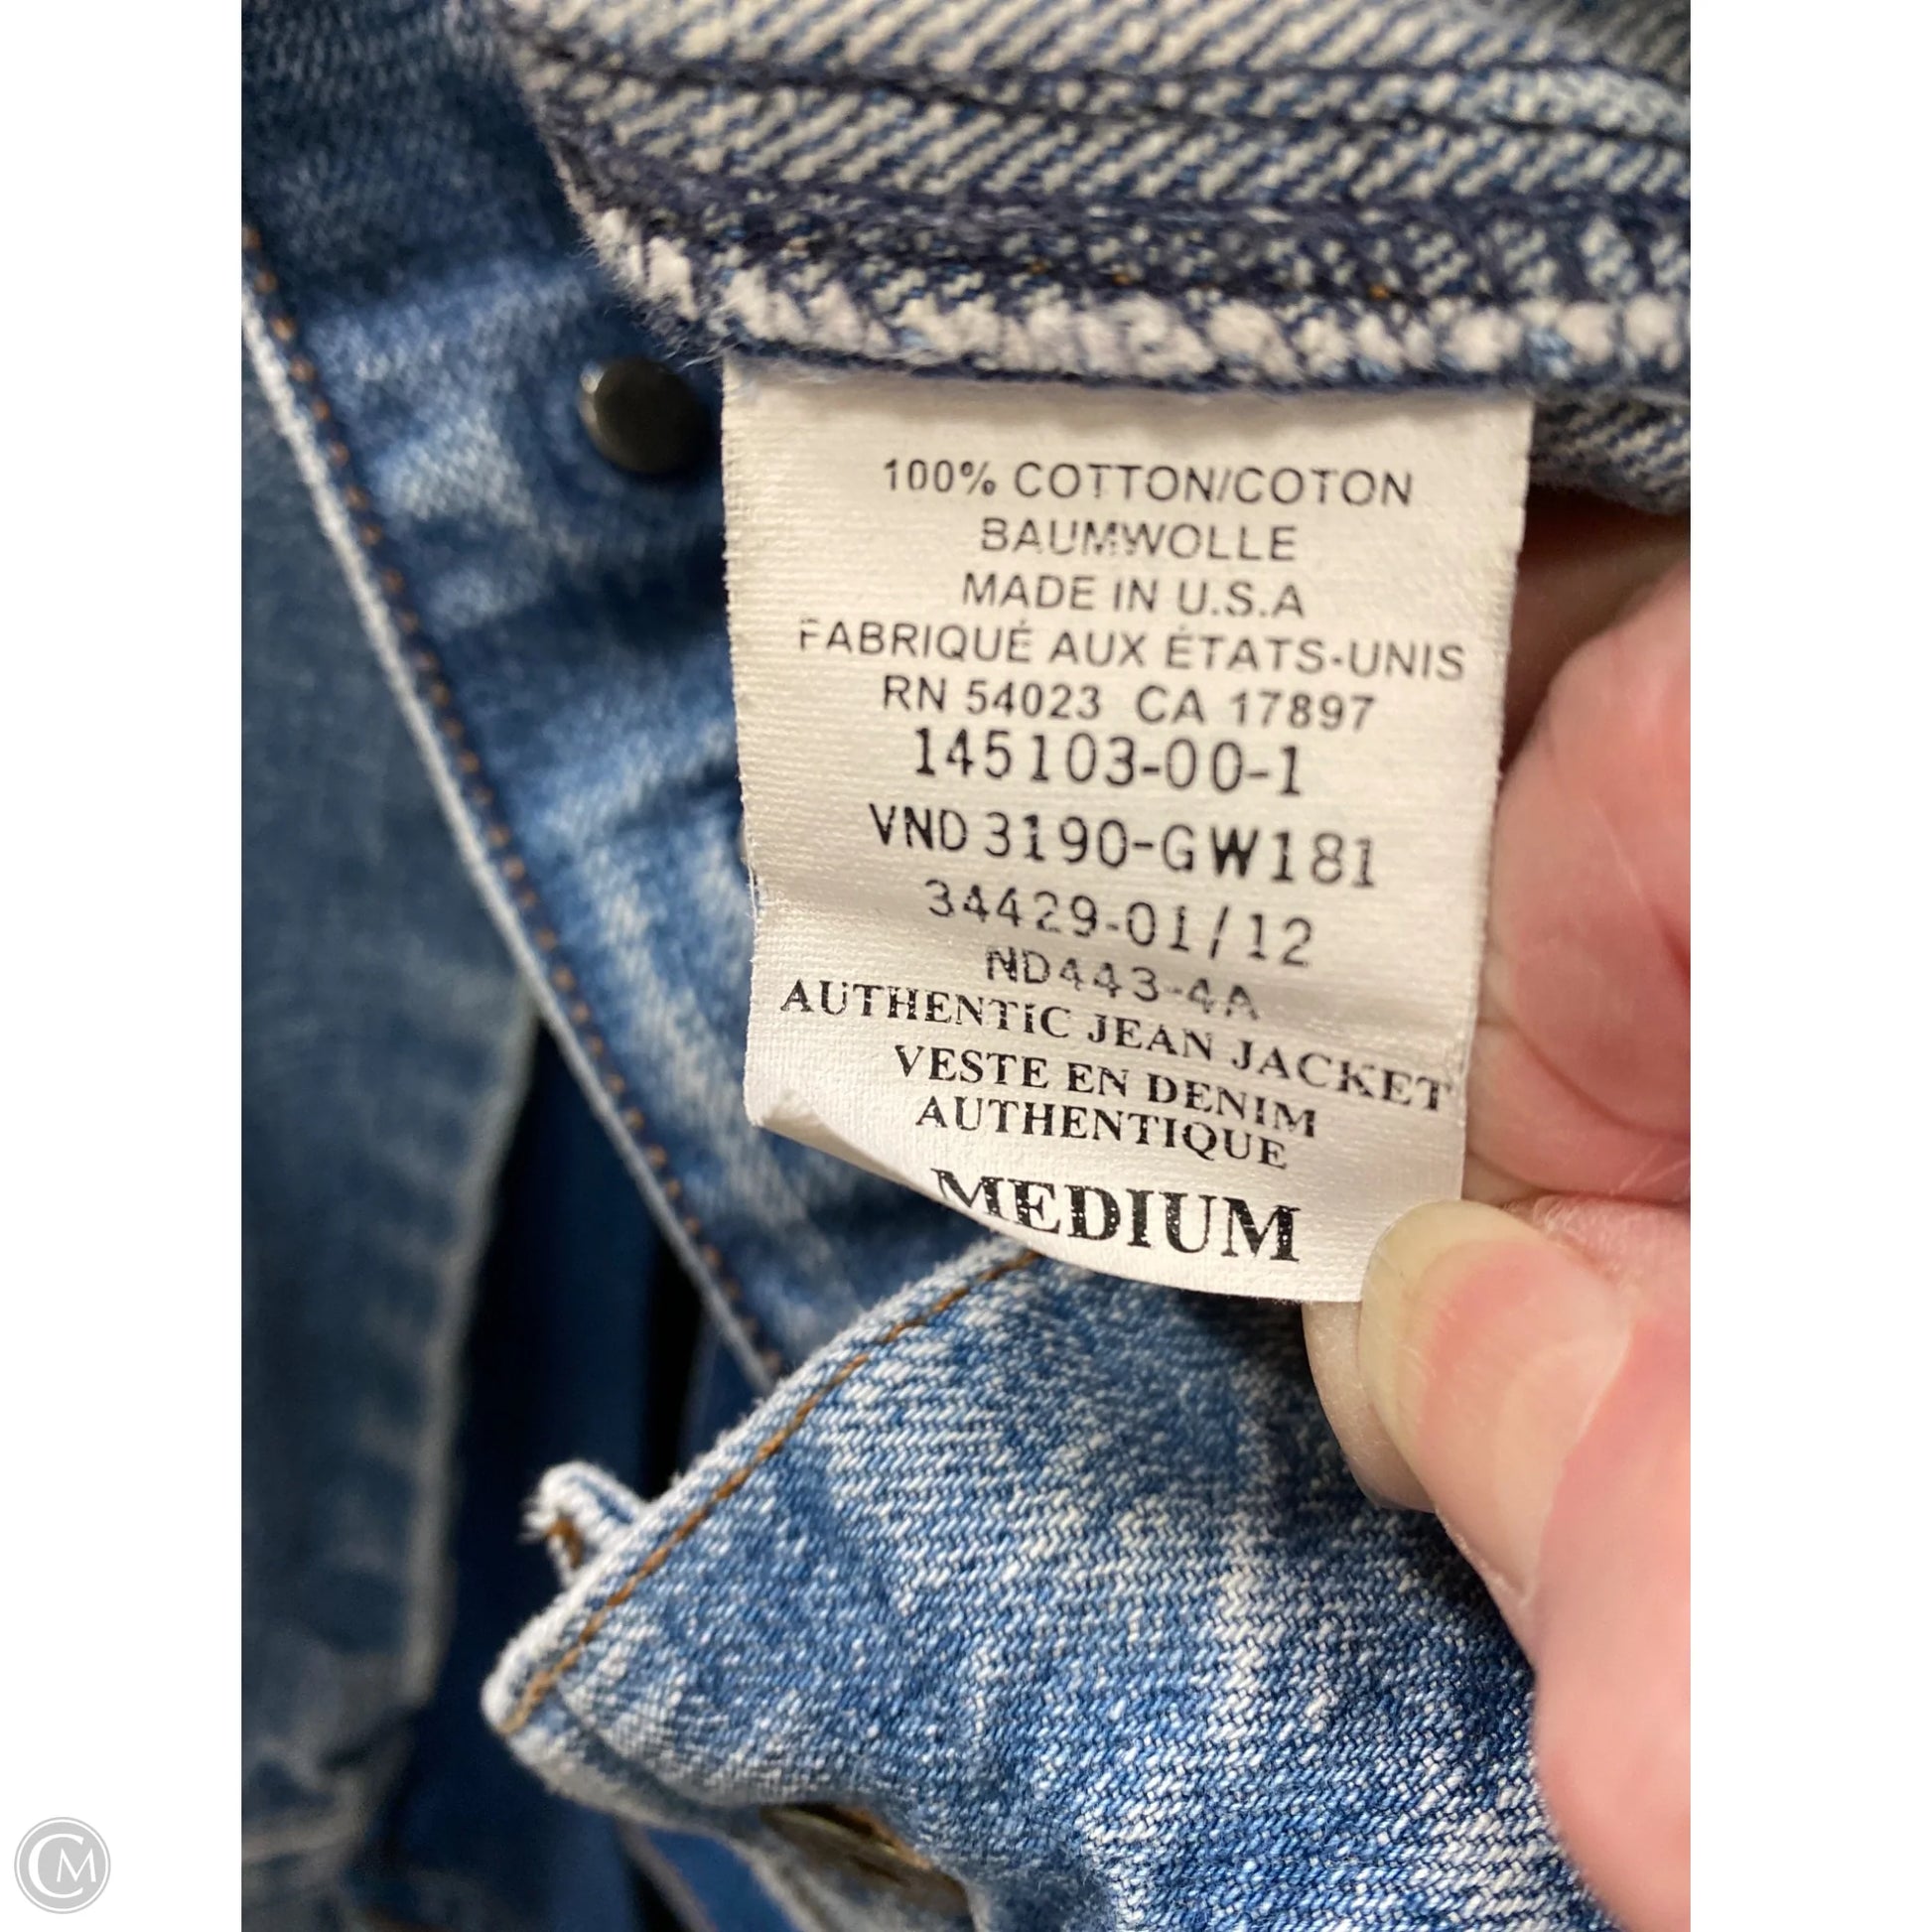 100% COTTON/COTON
BAUMWOLLE
MADE IN U.S.A
FABRIQUÉ AUX ÉTATS-UNIS
RN 54023 CA 17897
145103-00-1
VND 3190-GW181
34429-01/12
ND443-4A
AUTHENTIC JEAN JACKET
VESTE EN DENIM
AUTHENTIQUE
MEDIUM
CM